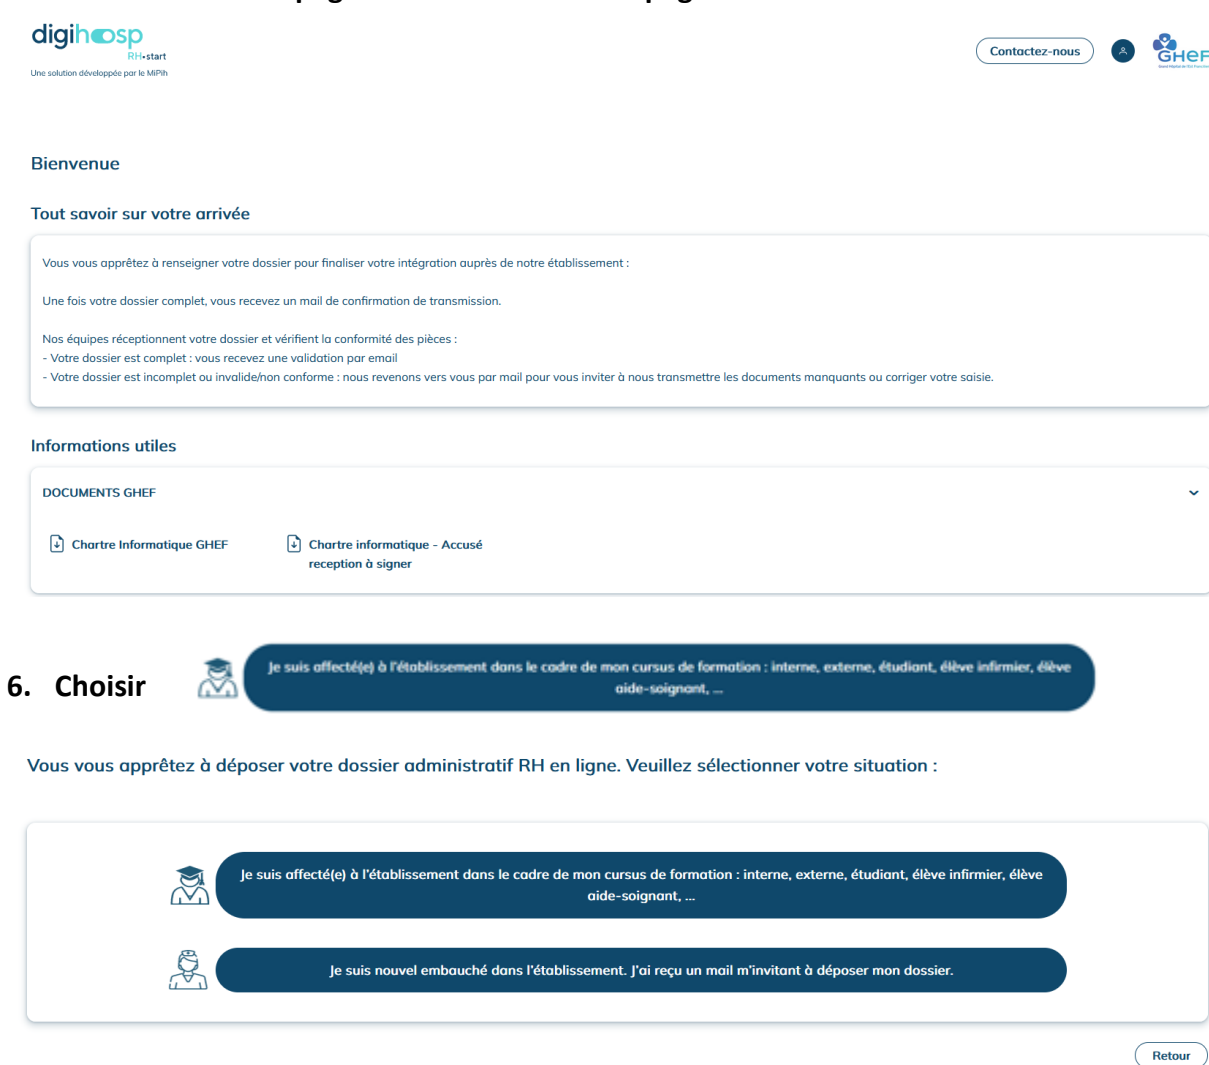 digihoosp
RH•start
Une solution développée par le MiPih
Contactez-nous
GHEF
Bienvenue
Tout savoir sur votre arrivée
Vous vous apprêtez à renseigner votre dossier pour finaliser votre intégration auprès de notre établissement :
Une fois votre dossier complet, vous recevez un mail de confirmation de transmission.
Nos équipes réceptionnent votre dossier et vérifient la conformité des pièces :
- Votre dossier est complet : vous recevez une validation par email
- Votre dossier est incomplet ou invalide/non conforme : nous revenons vers vous par mail pour vous inviter à nous transmettre les documents manquants ou corriger votre saisie.
Informations utiles
DOCUMENTS GHEF
Chartre Informatique GHEF
Chartre informatique - Accusé
reception à signer
6. Choisir
Je suis affecté(e) à l'établissement dans le cadre de mon cursus de formation : interne, externe, étudiant, élève infirmier, élève
aide-soignant, ...
Vous vous apprêtez à déposer votre dossier administratif RH en ligne. Veuillez sélectionner votre situation :
Je suis affecté(e) à l'établissement dans le cadre de mon cursus de formation : interne, externe, étudiant, élève infirmier, élève
aide-soignant, ...
Je suis nouvel embauché dans l'établissement. J'ai reçu un mail m'invitant à déposer mon dossier.
Retour